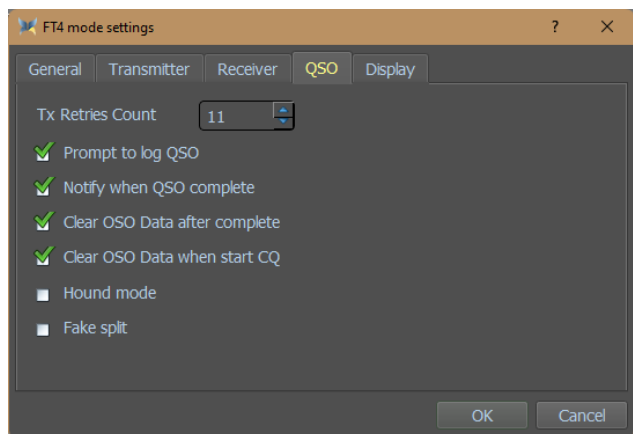 FT4 mode settings ? ×
General Transmitter Receiver QSO Display
Tx Retries Count 11
Prompt to log QSO
Notify when QSO complete
Clear OSO Data after complete
Clear OSO Data when start CQ
Hound mode
Fake split
OK Cancel